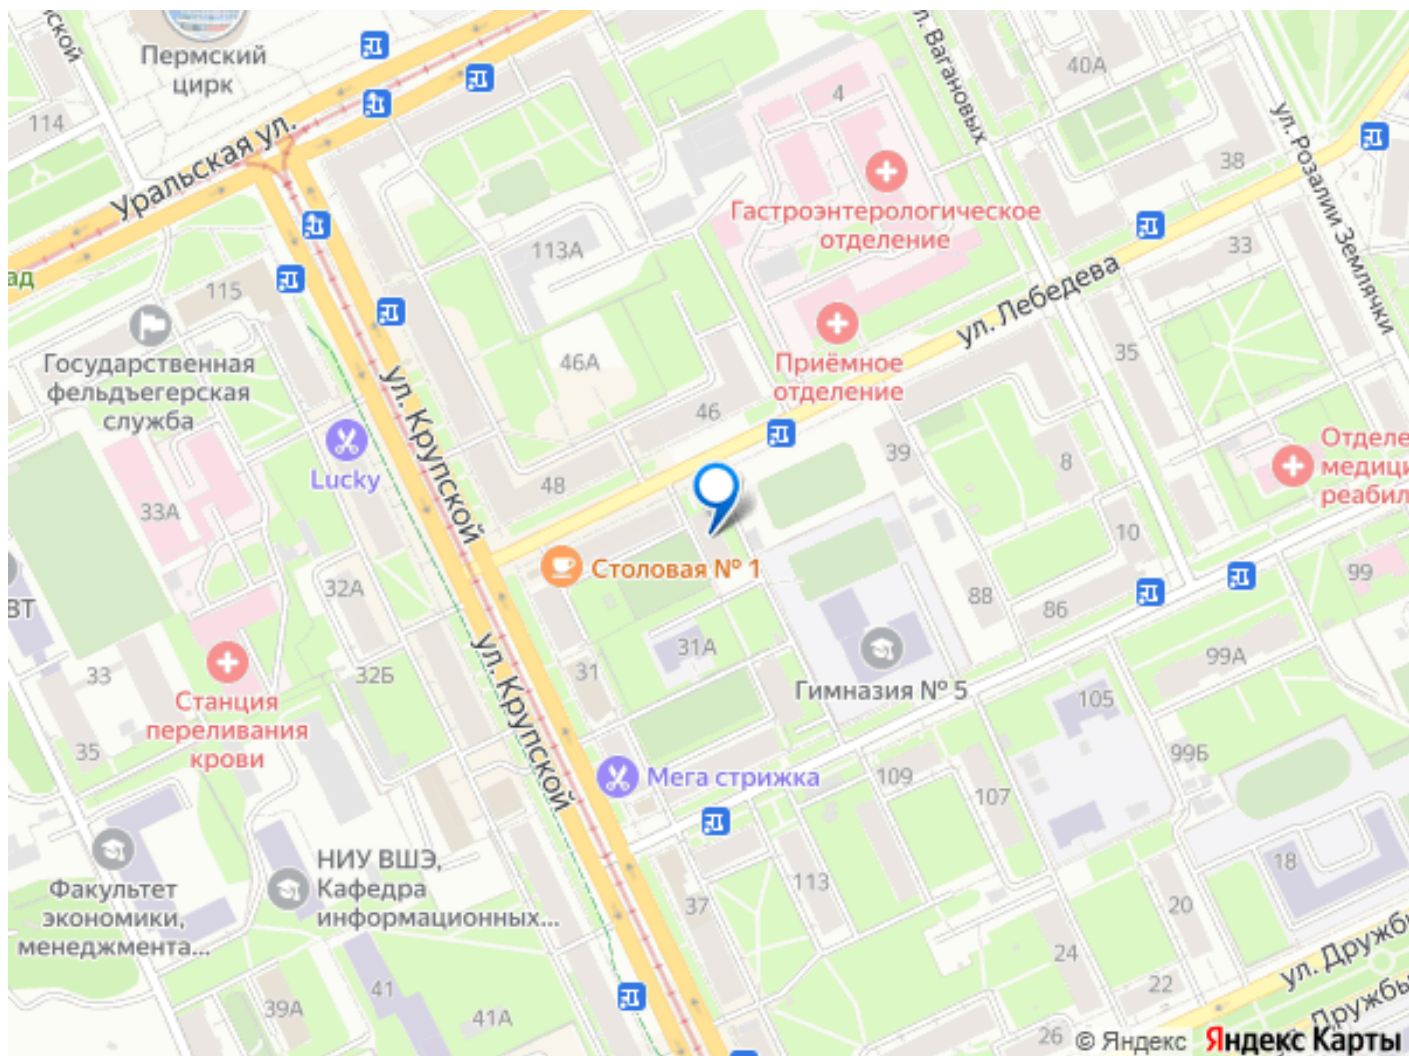 Пермский
цирк
114
Уральская ул.
4
ул. Вагановых
40А
ул. Розалии Землячки
38
Гастроэнтерологическое
отделение
113А
33
ад
115
ул. Лебедева
Государственная
фельдъегерская
служба
46А
Приёмное
отделение
35
ул. Крупской
46
Lucky
48
39
8
Отделе
медици
реабил
33А
10
Столовая № 1
32А
ВТ
88
86
99
ул. Крупской
31А
31
32Б
33
99А
Гимназия № 5
105
Станция
переливания
крови
35
99Б
Мега стрижка
109
107
НИУ ВШЭ,
Кафедра
информационных...
Факультет
экономики,
менеджмента...
113
18
37
20
24
22
ул. Дружбы
Дружбы
39А
41
41А
26
© Яндекс
Яндекс Карты